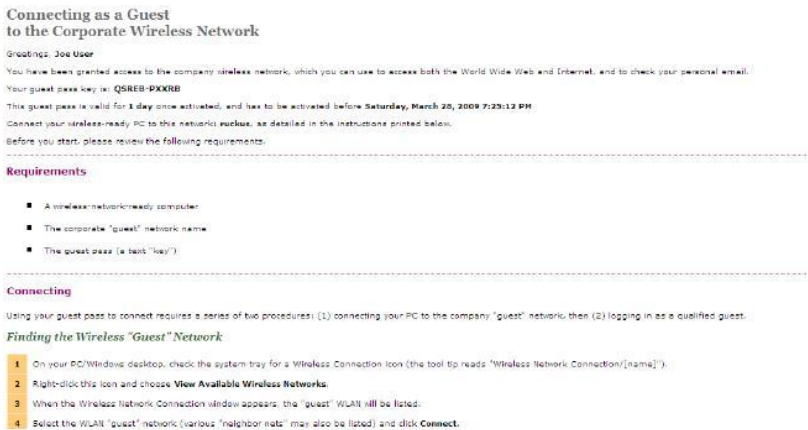 Connecting as a Guest
to the Corporate Wireless Network
Greetings, Joe User
You have been granted access to the company wireless network, which you can use to access both the World Wide Web and Internet, and to check your personal email.
Your guest pass key is: QSREB-PXXRB
This guest pass is valid for 1 day once activated, and has to be activated before Saturday, March 28, 2009 7:25:12 PM
Connect your wireless-ready PC to this network: ruckus, as detailed in the instructions printed below.
Before you start, please review the following requirements.
Requirements
■ A wireless-network-ready computer
■ The corporate "guest" network name
■ The guest pass (a text "key")
Connecting
Using your guest pass to connect requires a series of two procedures: (1) connecting your PC to the company "guest" network, then (2) logging in as a qualified guest.
Finding the Wireless "Guest" Network
1 On your PC/Windows desktop, check the system tray for a Wireless Connection icon (the tool tip reads "Wireless Network Connection/[name]").
2 Right-click this icon and choose View Available Wireless Networks.
3 When the Wireless Network Connection window appears, the "guest" WLAN will be listed.
4 Select the WLAN "guest" network (various "neighbor nets" may also be listed) and click Connect.